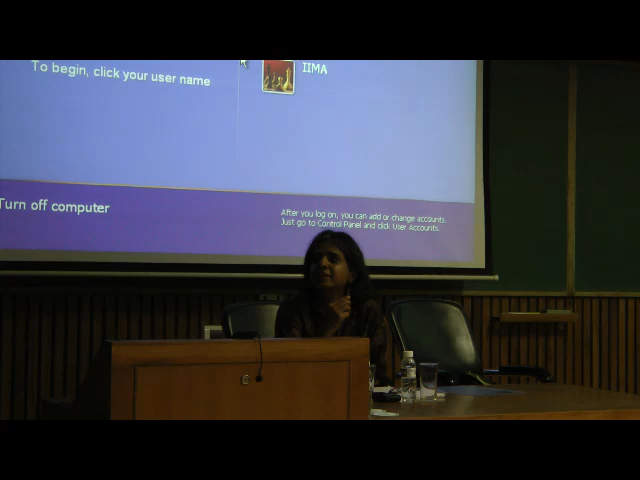 To begin, click your user name
IIMA
Turn off computer
After you log on, you can add or change accounts.
Just go to Control Panel and click User Accounts.